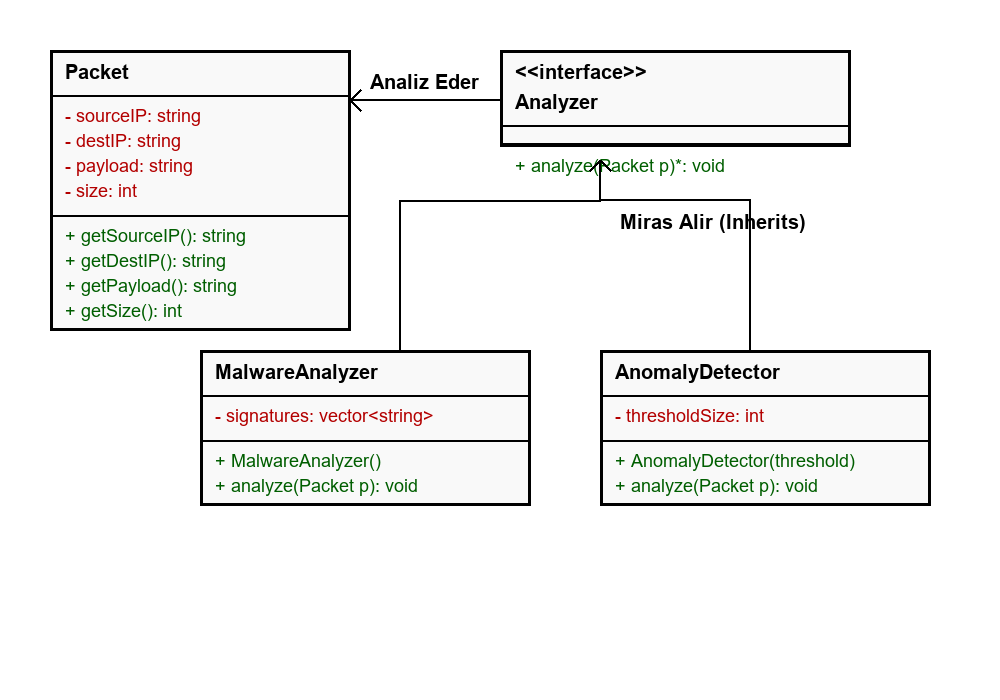 Packet
- sourceIP: string
- destIP: string
- payload: string
- size: int
+ getSourceIP(): string
+ getDestIP(): string
+ getPayload(): string
+ getSize(): int
Analiz Eder
<<interface>>
Analyzer
+ analyze(Packet p)*: void
Miras Alir (Inherits)
MalwareAnalyzer
- signatures: vector<string>
+ MalwareAnalyzer()
+ analyze(Packet p): void
AnomalyDetector
- thresholdSize: int
+ AnomalyDetector(threshold)
+ analyze(Packet p): void